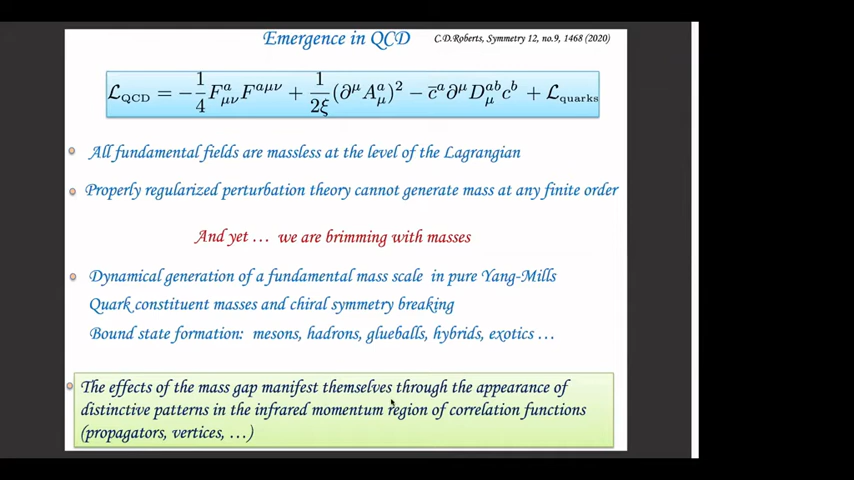 Emergence in QCD
C.D.Roberts, Symmetry 12, no.9, 1468 (2020)
𝓛_QCD = −1/4 F^a_μν F^aμν + 1/2ξ (∂^μ A^a_μ)² − c̄^a ∂^μ D^ab_μ c^b + 𝓛_quarks
All fundamental fields are massless at the level of the Lagrangian
Properly regularized perturbation theory cannot generate mass at any finite order
And yet … we are brimming with masses
Dynamical generation of a fundamental mass scale in pure Yang-Mills
Quark constituent masses and chiral symmetry breaking
Bound state formation: mesons, hadrons, glueballs, hybrids, exotics …
The effects of the mass gap manifest themselves through the appearance of
distinctive patterns in the infrared momentum region of correlation functions
(propagators, vertices, …)